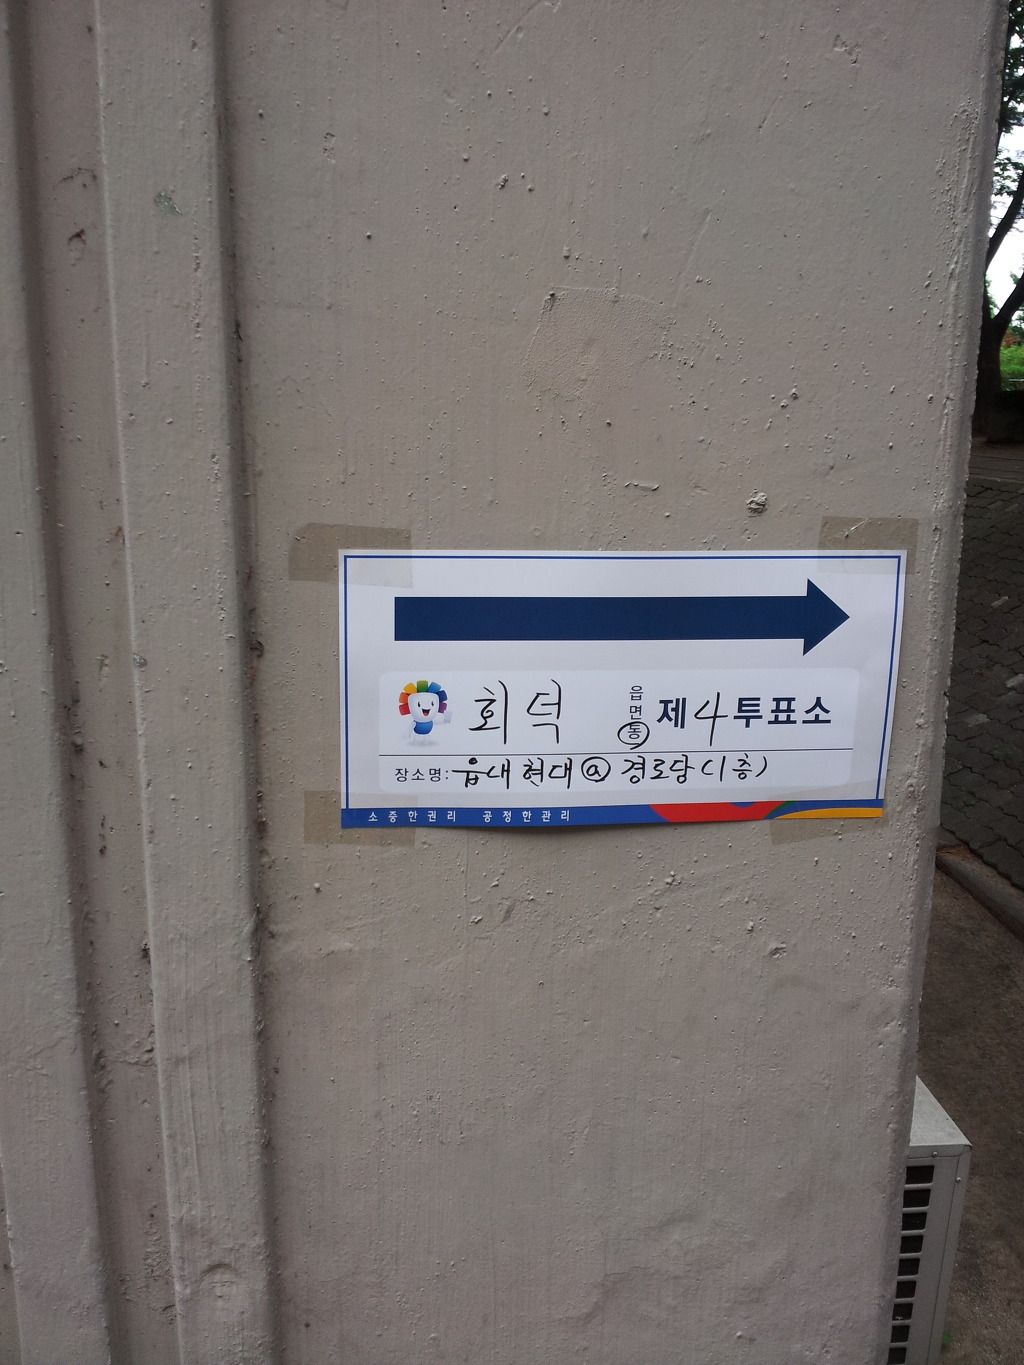 회덕 읍면동 제4투표소
장소명: 읍내현대ⓐ 경로당(1층)
소중한권리 공정한관리